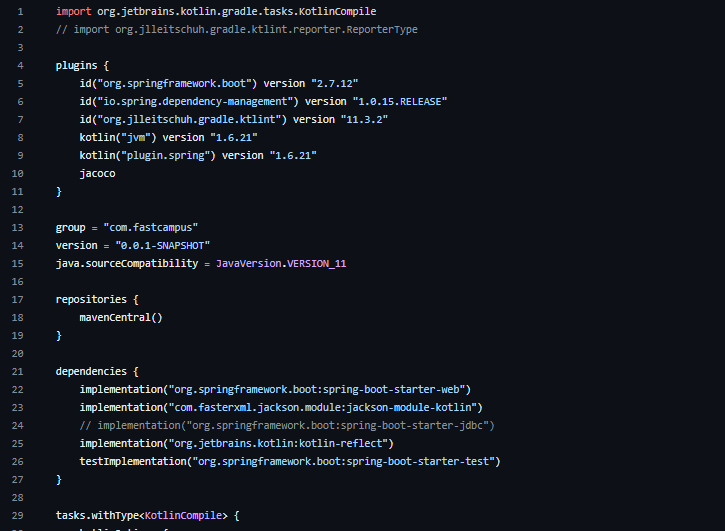 1 import org.jetbrains.kotlin.gradle.tasks.KotlinCompile
2 // import org.jlleitschuh.gradle.ktlint.reporter.ReporterType
3
4 plugins {
5     id("org.springframework.boot") version "2.7.12"
6     id("io.spring.dependency-management") version "1.0.15.RELEASE"
7     id("org.jlleitschuh.gradle.ktlint") version "11.3.2"
8     kotlin("jvm") version "1.6.21"
9     kotlin("plugin.spring") version "1.6.21"
10     jacoco
11 }
12
13 group = "com.fastcampus"
14 version = "0.0.1-SNAPSHOT"
15 java.sourceCompatibility = JavaVersion.VERSION_11
16
17 repositories {
18     mavenCentral()
19 }
20
21 dependencies {
22     implementation("org.springframework.boot:spring-boot-starter-web")
23     implementation("com.fasterxml.jackson.module:jackson-module-kotlin")
24     // implementation("org.springframework.boot:spring-boot-starter-jdbc")
25     implementation("org.jetbrains.kotlin:kotlin-reflect")
26     testImplementation("org.springframework.boot:spring-boot-starter-test")
27 }
28
29 tasks.withType<KotlinCompile> {